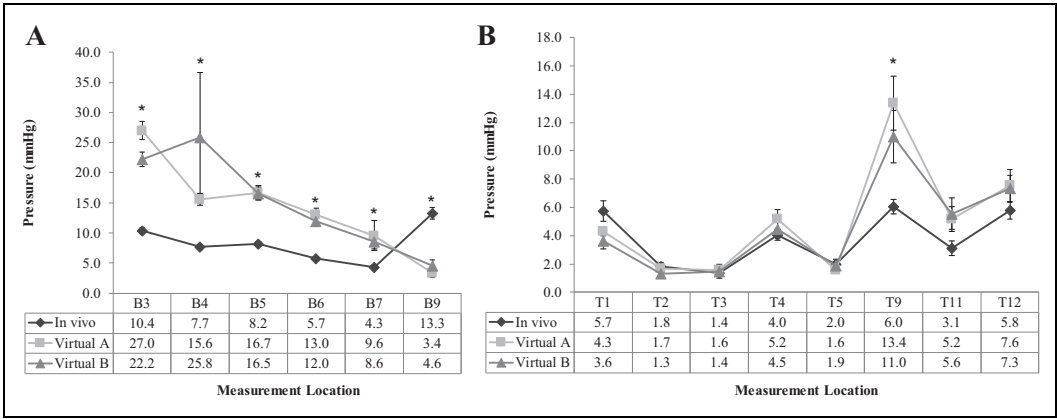 A
Pressure (mmHg)
40.0
35.0
30.0
25.0
20.0
15.0
10.0
5.0
0.0
* * * * * *
B3 B4 B5 B6 B7 B9
In vivo 10.4 7.7 8.2 5.7 4.3 13.3
Virtual A 27.0 15.6 16.7 13.0 9.6 3.4
Virtual B 22.2 25.8 16.5 12.0 8.6 4.6
Measurement Location
B
Pressure (mmHg)
18.0
16.0
14.0
12.0
10.0
8.0
6.0
4.0
2.0
0.0
*
T1 T2 T3 T4 T5 T9 T11 T12
In vivo 5.7 1.8 1.4 4.0 2.0 6.0 3.1 5.8
Virtual A 4.3 1.7 1.6 5.2 1.6 13.4 5.2 7.6
Virtual B 3.6 1.3 1.4 4.5 1.9 11.0 5.6 7.3
Measurement Location